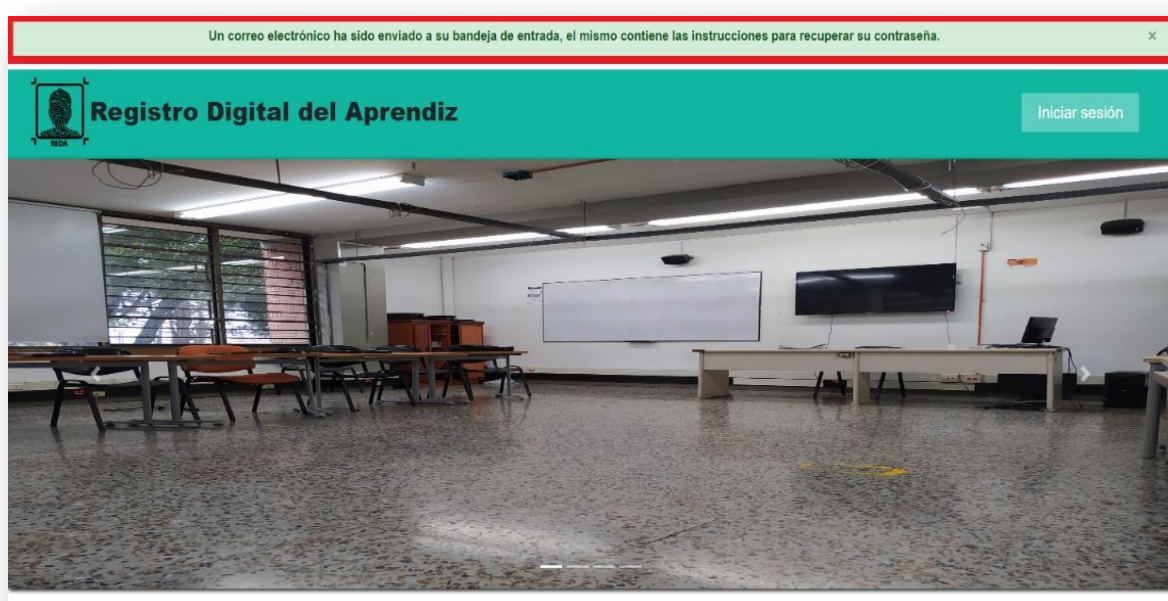 Un correo electrónico ha sido enviado a su bandeja de entrada, el mismo contiene las instrucciones para recuperar su contraseña. ×
Registro Digital del Aprendiz
REDA
Iniciar sesión